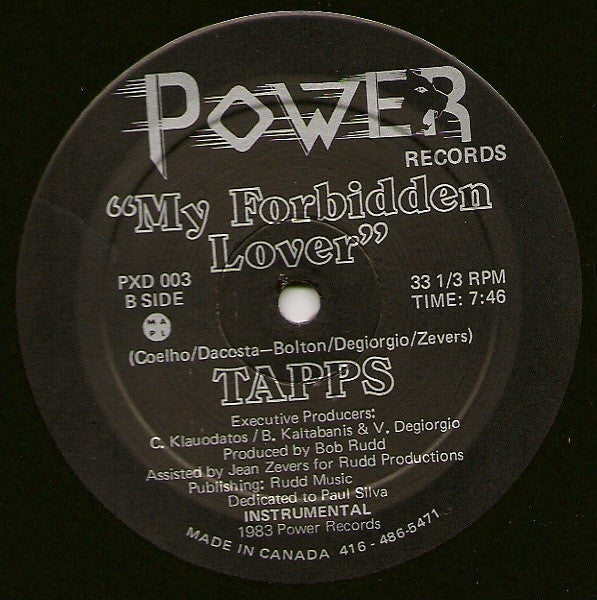 POWER
RECORDS
“My Forbidden
Lover”
PXD 003
B SIDE
33 1/3 RPM
TIME: 7:46
MAPL
(Coelho/Dacosta—Bolton/Degiorgio/Zevers)
TAPPS
Executive Producers:
C. Klauodatos / B. Kaltabanis & V. Degiorgio
Produced by Bob Rudd
Assisted by Jean Zevers for Rudd Productions
Publishing: Rudd Music
Dedicated to Paul Silva
INSTRUMENTAL
1983 Power Records
MADE IN CANADA 416 - 486-5471